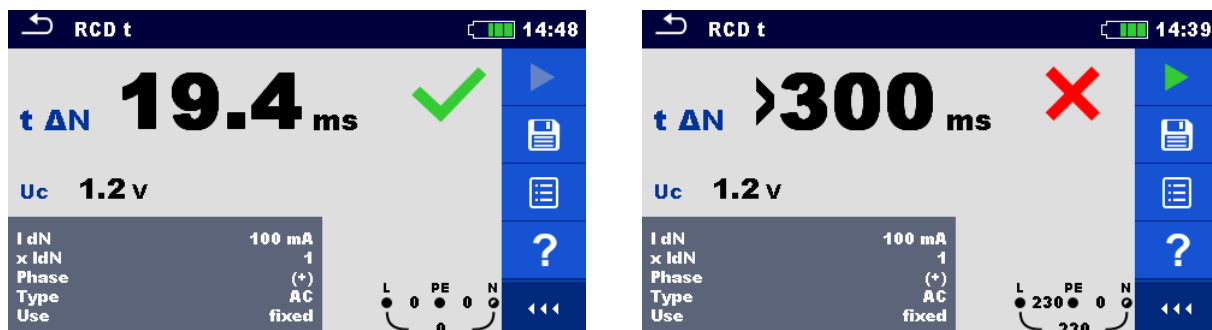 RCD t
14:48
t ΔN 19.4 ms
Uc 1.2 V
I dN 100 mA
x IdN 1
Phase (+)
Type AC
Use fixed
L PE N
0 0
0
?
RCD t
14:39
t ΔN >300 ms
Uc 1.2 V
I dN 100 mA
x IdN 1
Phase (+)
Type AC
Use fixed
L PE N
230 0
230
?